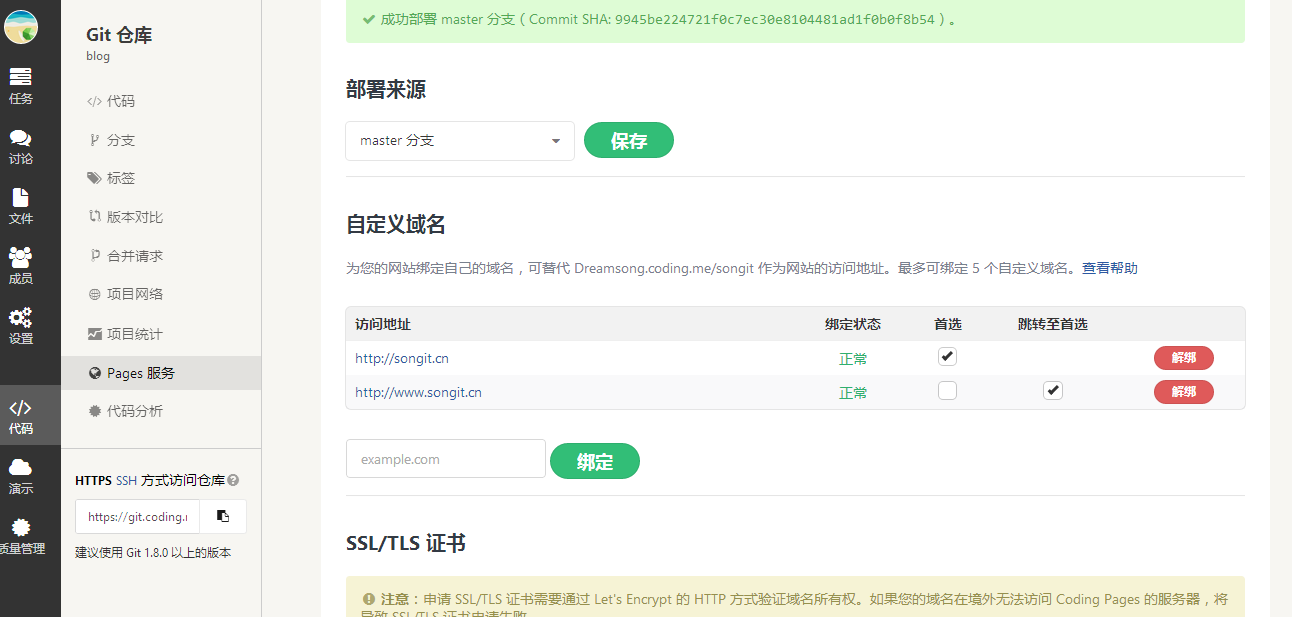 任务
讨论
文件
成员
设置
代码
演示
质量管理
Git 仓库
blog
代码
分支
标签
版本对比
合并请求
项目网络
项目统计
Pages 服务
代码分析
HTTPS SSH 方式访问仓库
https://git.coding.
建议使用 Git 1.8.0 以上的版本
成功部署 master 分支（Commit SHA: 9945be224721f0c7ec30e8104481ad1f0b0f8b54）。
部署来源
master 分支 保存
自定义域名
为您的网站绑定自己的域名，可替代 Dreamsong.coding.me/songit 作为网站的访问地址。最多可绑定 5 个自定义域名。查看帮助
访问地址 绑定状态 首选 跳转至首选
http://songit.cn 正常 解绑
http://www.songit.cn 正常 解绑
example.com 绑定
SSL/TLS 证书
注意：申请 SSL/TLS 证书需要通过 Let's Encrypt 的 HTTP 方式验证域名所有权。如果您的域名在境外无法访问 Coding Pages 的服务器，将
导致 SSL/TLS 证书申请失败